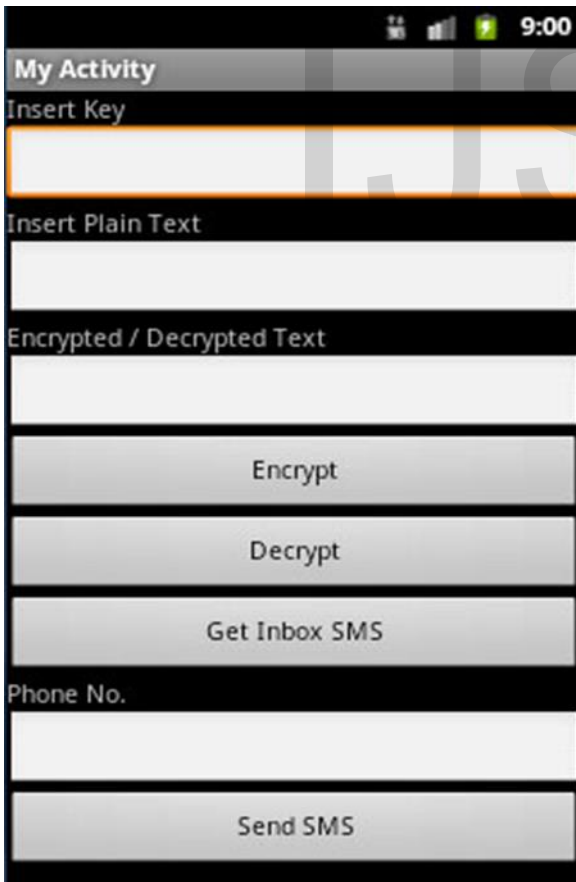 9:00
My Activity
Insert Key
Insert Plain Text
Encrypted / Decrypted Text
Encrypt
Decrypt
Get Inbox SMS
Phone No.
Send SMS